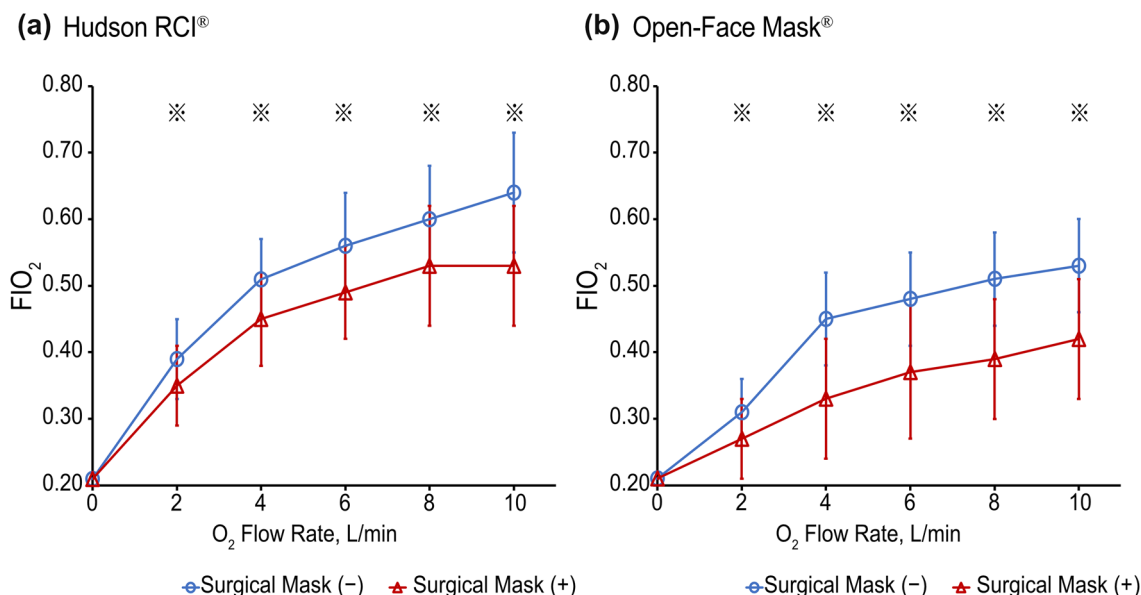 (a) Hudson RCI®
0.80
0.70
0.60
0.50
0.40
0.30
0.20
FIO₂
※ ※ ※ ※ ※
0 2 4 6 8 10
O₂ Flow Rate, L/min
Surgical Mask (−) Surgical Mask (+)
(b) Open-Face Mask®
0.80
0.70
0.60
0.50
0.40
0.30
0.20
FIO₂
※ ※ ※ ※ ※
0 2 4 6 8 10
O₂ Flow Rate, L/min
Surgical Mask (−) Surgical Mask (+)